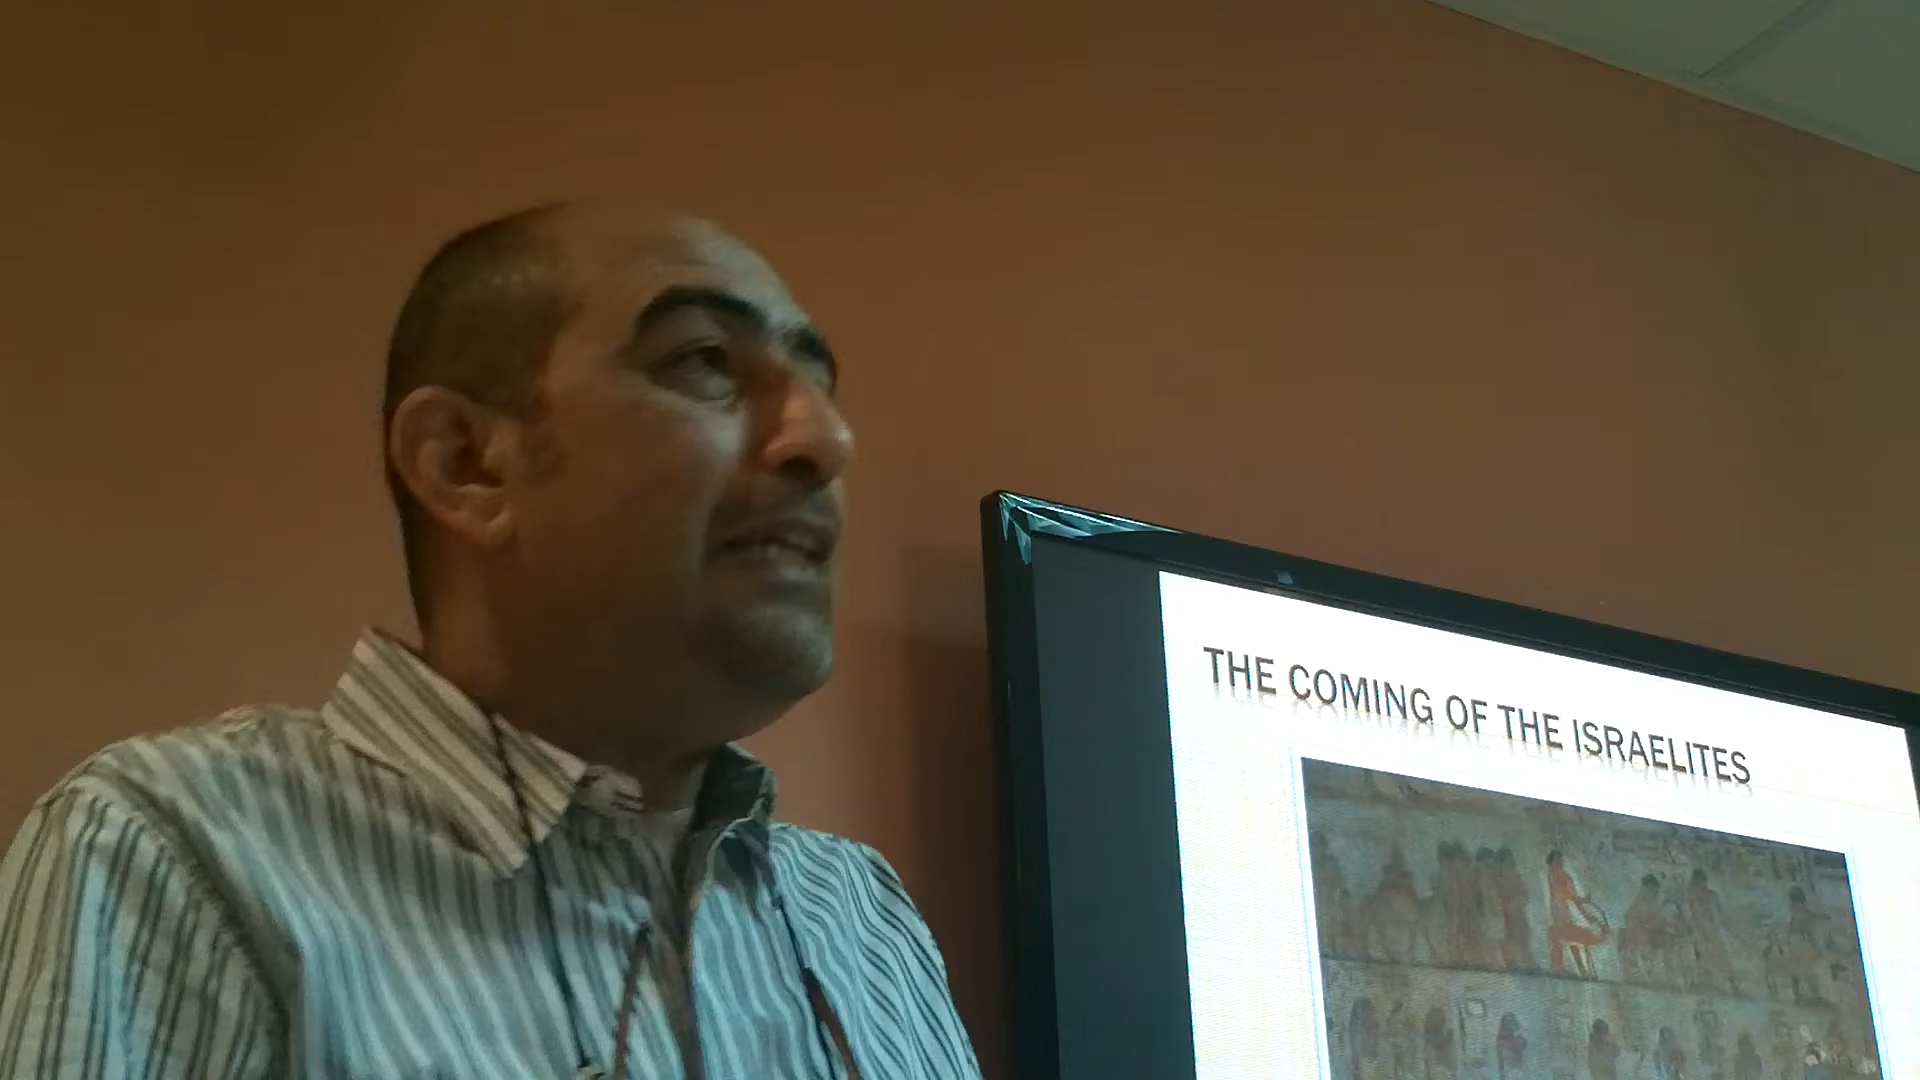 THE COMING OF THE ISRAELITES